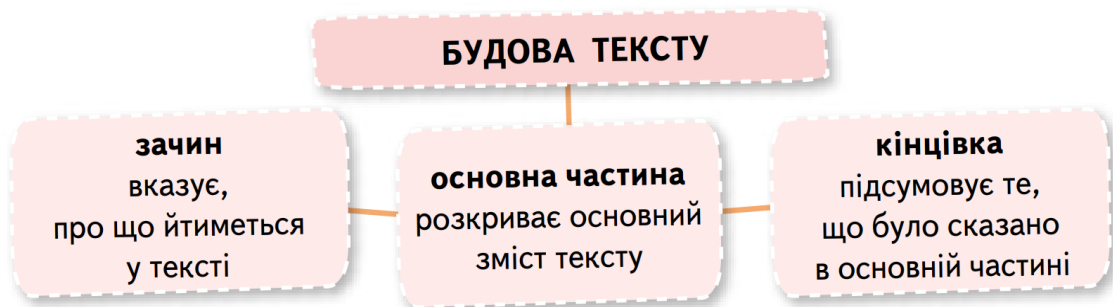 БУДОВА ТЕКСТУ
зачин
вказує,
про що йтиметься
у тексті
основна частина
розкриває основний
зміст тексту
кінцівка
підсумовує те,
що було сказано
в основній частині